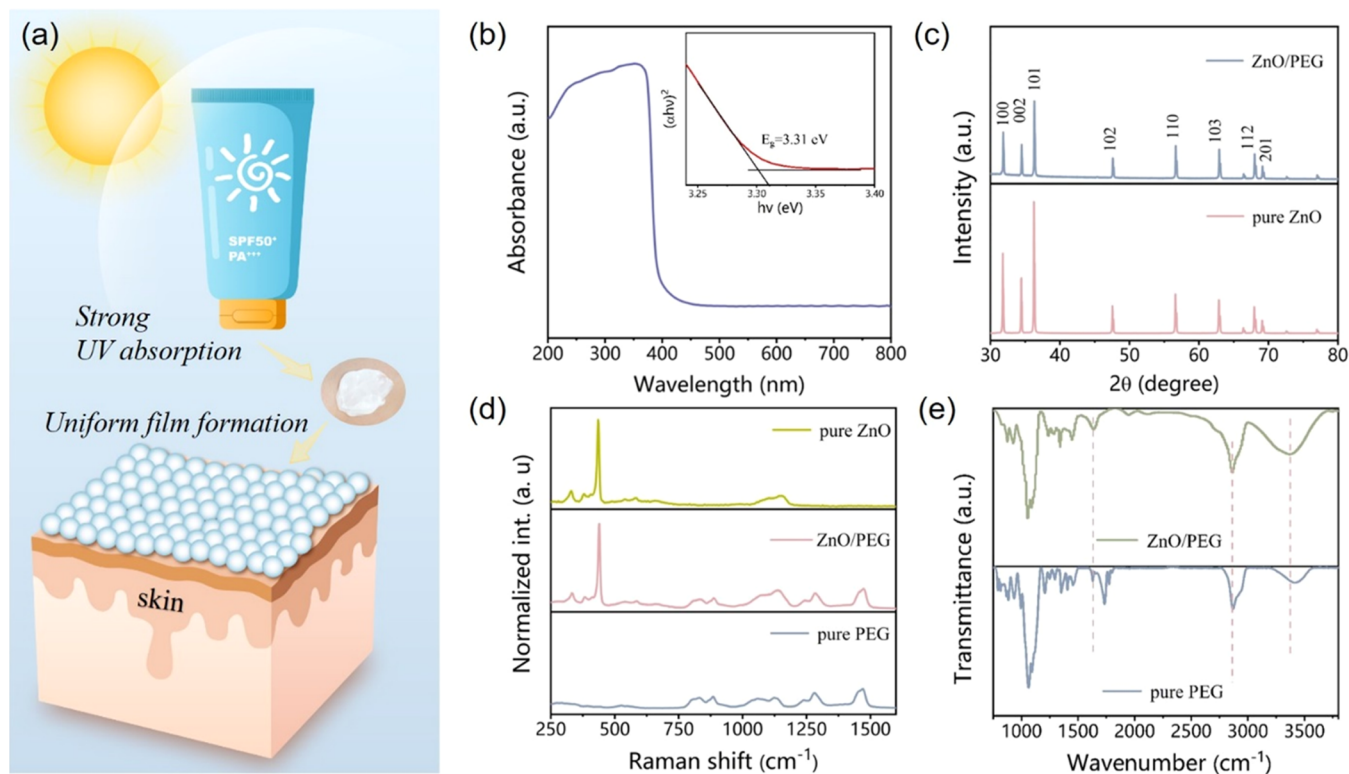 (a)
SPF50⁺
PA⁺⁺⁺
Strong
UV absorption
Uniform film formation
skin
(b)
Absorbance (a.u.)
200 300 400 500 600 700 800
Wavelength (nm)
(αhν)²
E_g=3.31 eV
3.25 3.30 3.35 3.40
hν (eV)
(c)
Intensity (a.u.)
ZnO/PEG
100 002 101 102 110 103 112 201
pure ZnO
30 40 50 60 70 80
2θ (degree)
(d)
Normalized int. (a. u)
pure ZnO
ZnO/PEG
pure PEG
250 500 750 1000 1250 1500
Raman shift (cm⁻¹)
(e)
Transmittance (a.u.)
ZnO/PEG
pure PEG
1000 1500 2000 2500 3000 3500
Wavenumber (cm⁻¹)